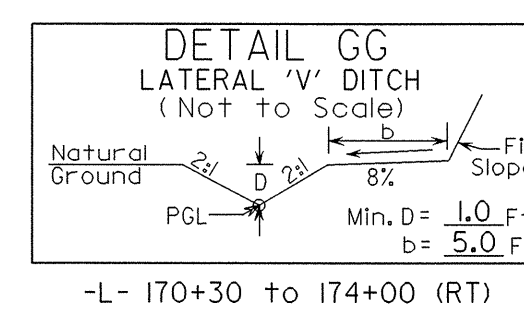 DETAIL GG
LATERAL 'V' DITCH
(Not to Scale)
b
Natural
Ground
2:1
D
2:1
8%
PGL
Min. D= 1.0
b= 5.0
-L- 170+30 to 174+00 (RT)